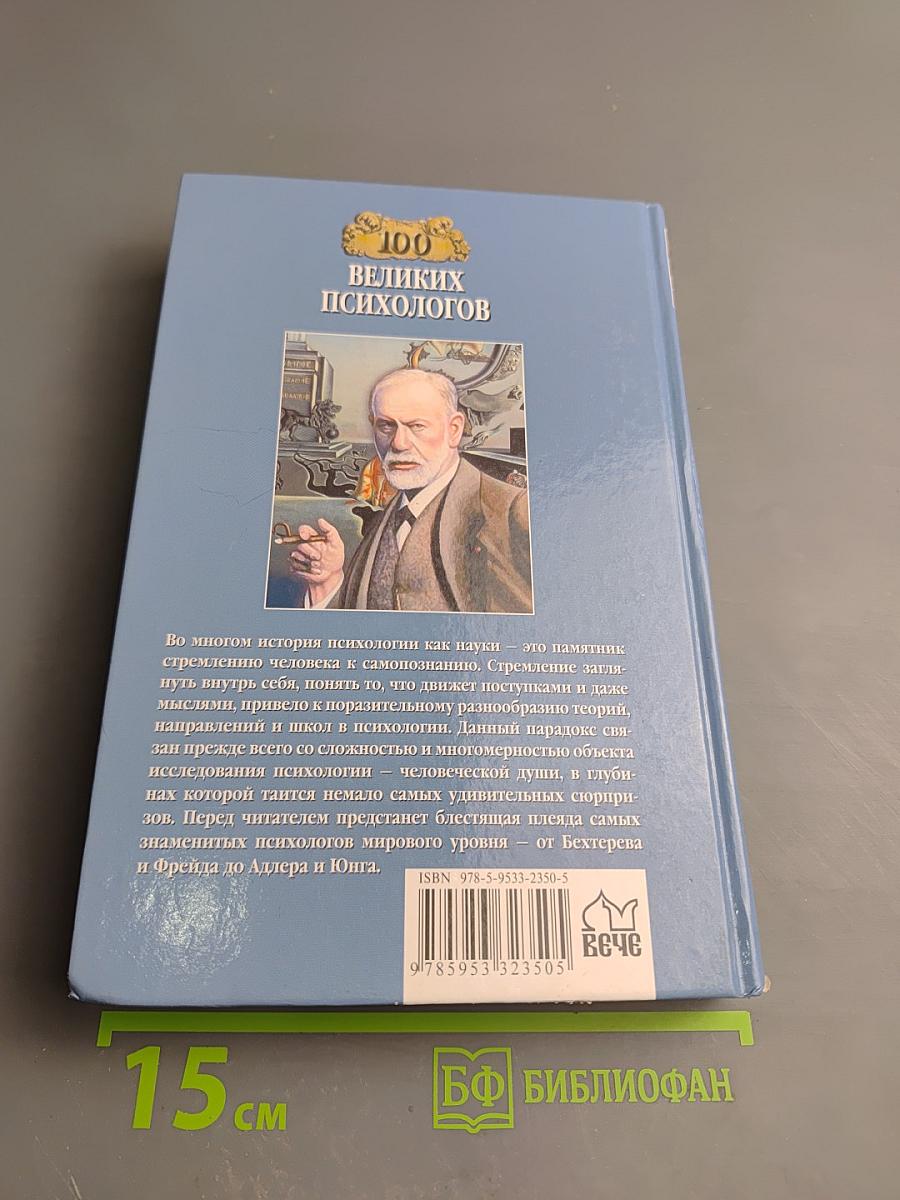 100
ВЕЛИКИХ
ПСИХОЛОГОВ
Во многом история психологии как науки – это памятник
стремлению человека к самопознанию. Стремление загля-
нуть внутрь себя, понять то, что движет поступками и даже
мыслями, привело к поразительному разнообразию теорий,
направлений и школ в психологии. Данный парадокс свя-
зан прежде всего со сложностью и многомерностью объекта
исследования психологии – человеческой души, в глуби-
нах которой таится немало самых удивительных сюрпри-
зов. Перед читателем предстанет блестящая плеяда самых
знаменитых психологов мирового уровня – от Бехтерева
и Фрейда до Адлера и Юнга.
ISBN 978-5-9533-2350-5
9 785953 323505
ВЕЧЕ
15 см
БФ БИБЛИОФАН